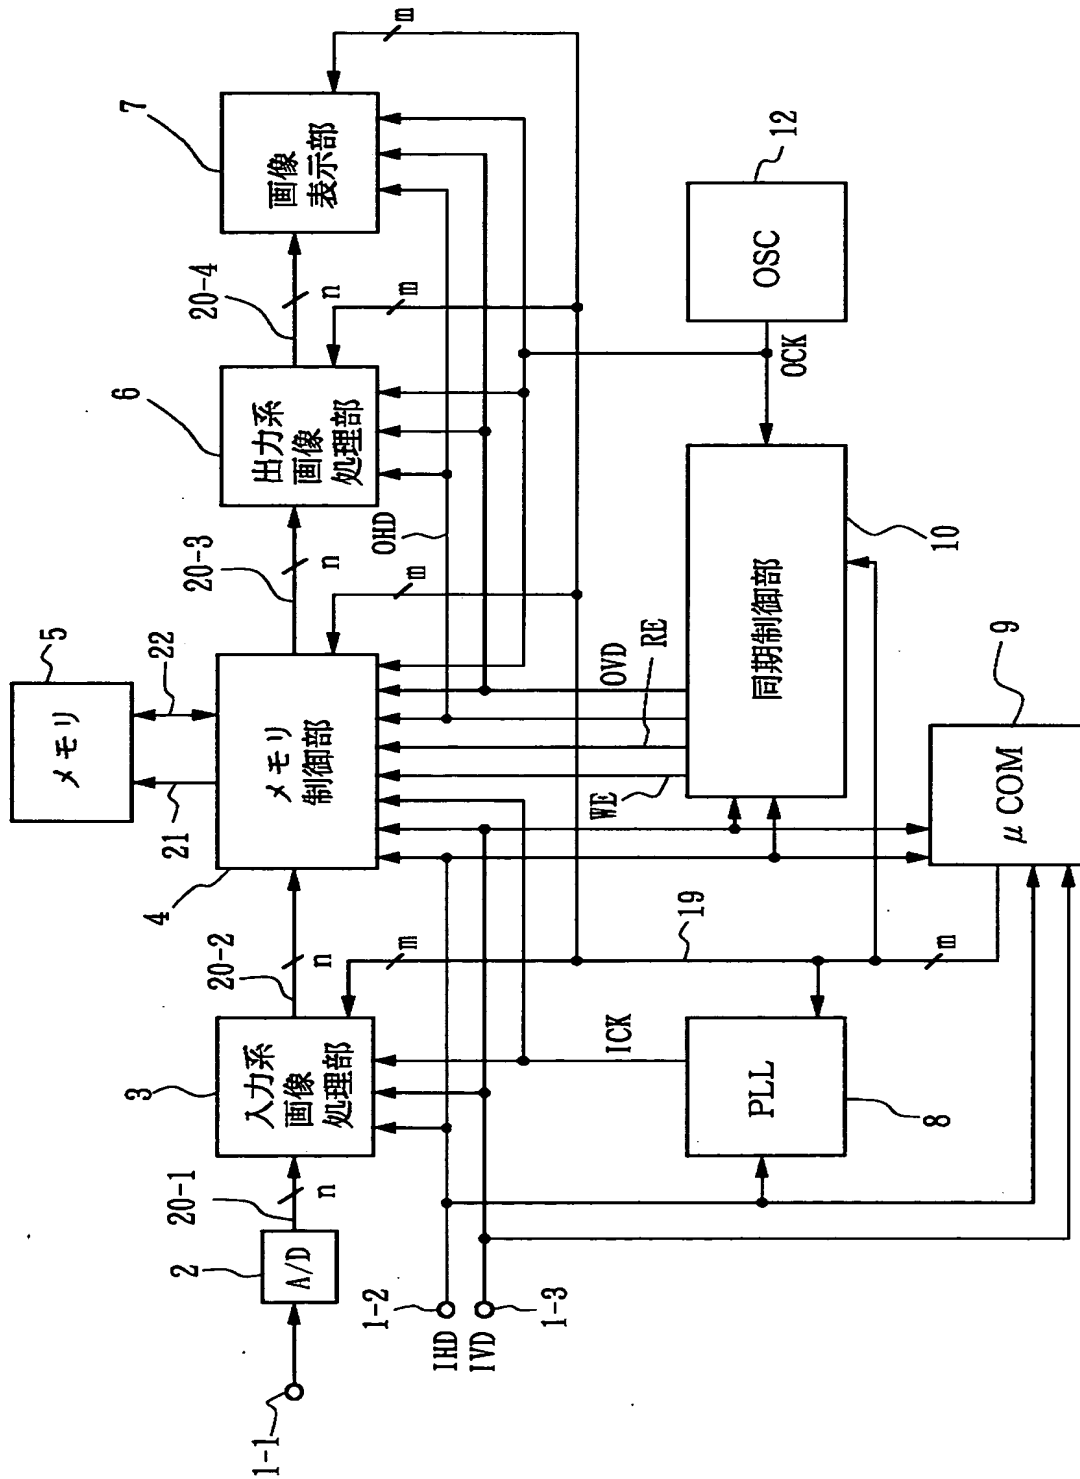 1-1
2
A/D
20-1
n
3
入力系
画像
処理部
20-2
n
m
4
メモリ
制御部
5
メモリ
21
22
20-3
n
m
6
出力系
画像
処理部
20-4
n
m
7
画像
表示部
m
1-2
IHD
IVD
1-3
ICK
PLL
8
19
m
WE
RE
OVD
OHD
同期制御部
10
OCK
OSC
12
μCOM
9